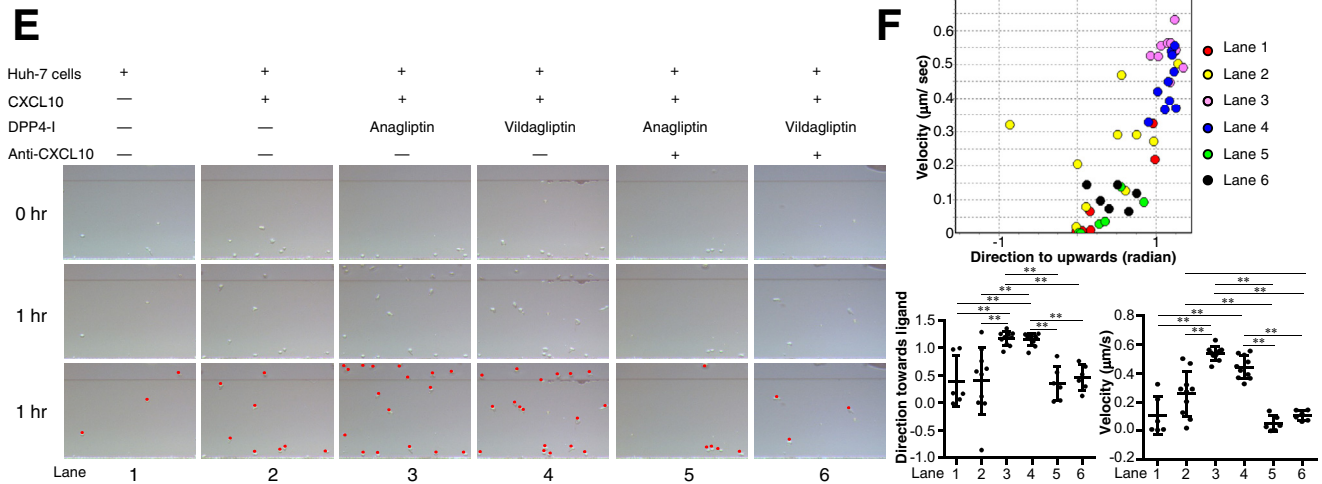 E
Huh-7 cells + + + + + +
CXCL10 — + + + + +
DPP4-I — — Anagliptin Vildagliptin Anagliptin Vildagliptin
Anti-CXCL10 — — — — + +
0 hr
1 hr
1 hr
Lane 1 2 3 4 5 6
F
Velocity (μm/ sec)
0.6
0.5
0.4
0.3
0.2
0.1
0
-1 1
Direction to upwards (radian)
Lane 1
Lane 2
Lane 3
Lane 4
Lane 5
Lane 6
Direction towards ligand
1.5
1.0
0.5
0.0
-0.5
-1.0
** 
**
**
**
**
**
**
**
Lane 1 2 3 4 5 6
Velocity (μm/s)
0.8
0.6
0.4
0.2
0.0
-0.2
**
**
**
**
**
**
**
**
Lane 1 2 3 4 5 6